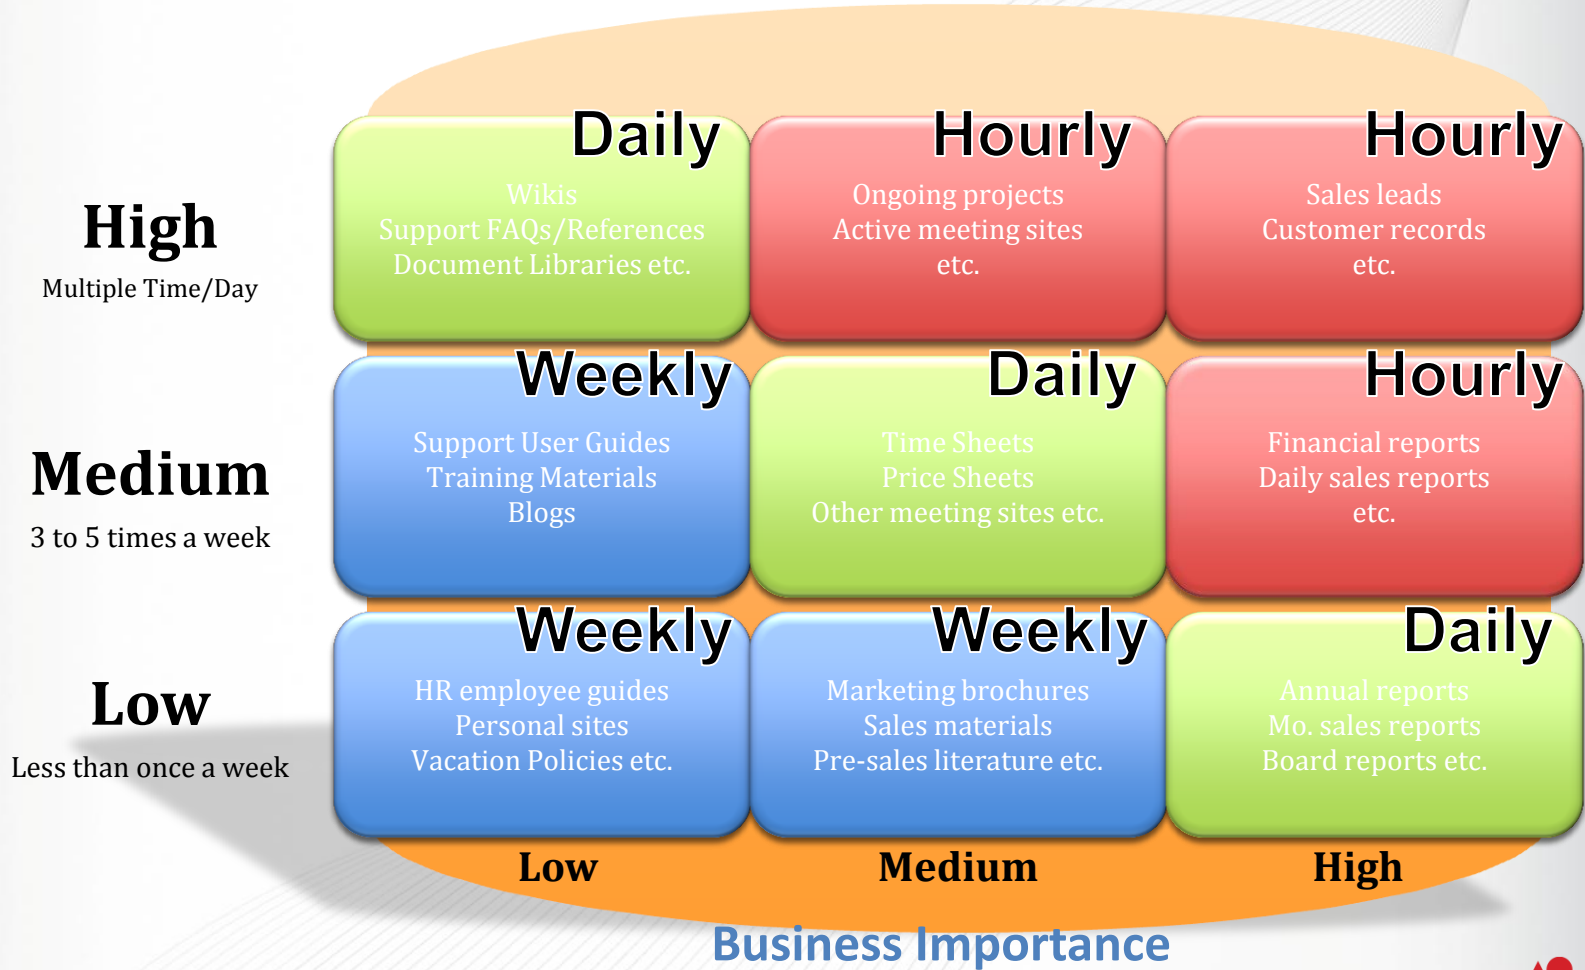 Daily
Wikis
Support FAQs/References
Document Libraries etc.
Hourly
Ongoing projects
Active meeting sites
etc.
Hourly
Sales leads
Customer records
etc.
High
Multiple Time/Day
Weekly
Support User Guides
Training Materials
Blogs
Daily
Time Sheets
Price Sheets
Other meeting sites etc.
Hourly
Financial reports
Daily sales reports
etc.
Medium
3 to 5 times a week
Weekly
HR employee guides
Personal sites
Vacation Policies etc.
Weekly
Marketing brochures
Sales materials
Pre-sales literature etc.
Daily
Annual reports
Mo. sales reports
Board reports etc.
Low
Less than once a week
Low
Medium
High
Business Importance